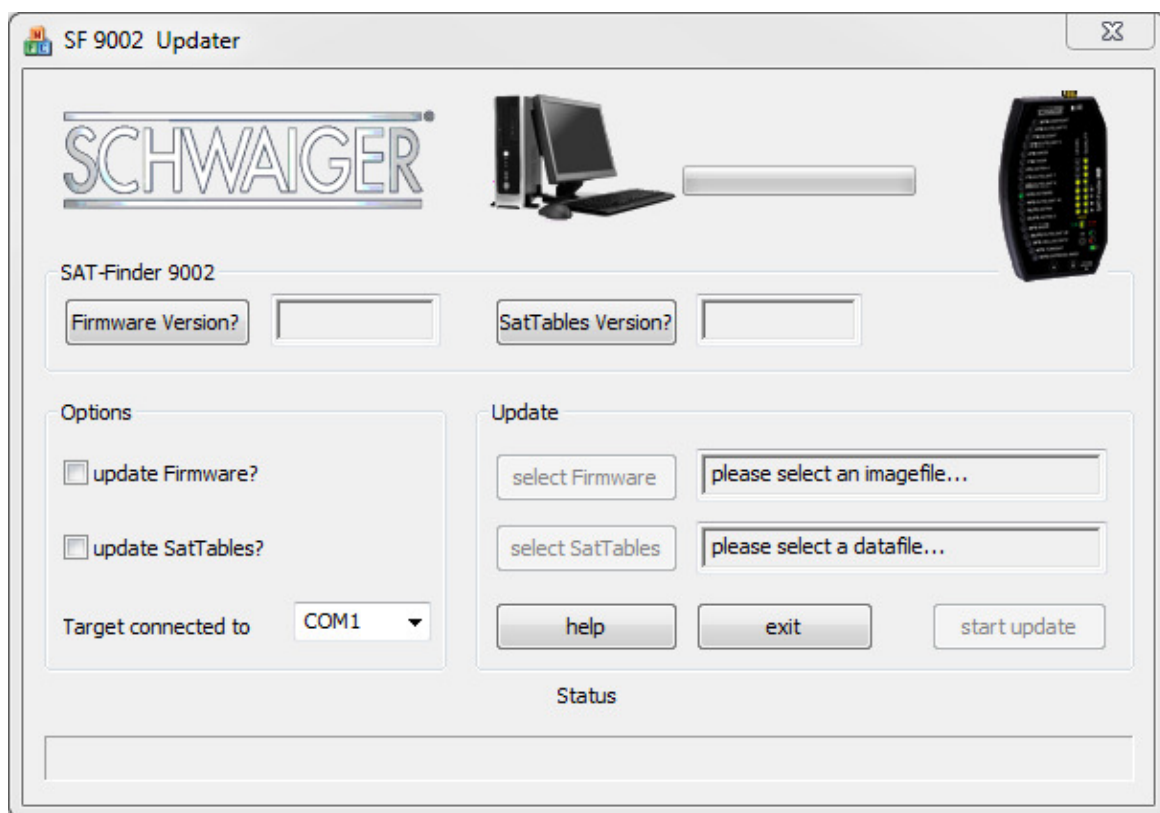 SF 9002 Updater
SCHWAIGER®
SAT-Finder 9002
Firmware Version?
SatTables Version?
Options
update Firmware?
update SatTables?
Target connected to COM1
Update
select Firmware please select an imagefile...
select SatTables please select a datafile...
help exit start update
Status